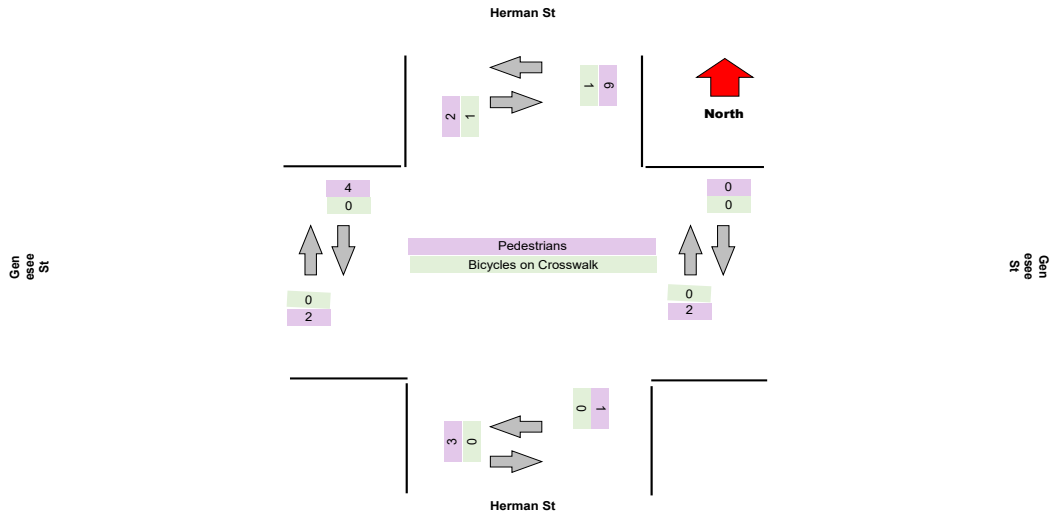 Herman St
6
1
North
2
1
4
0
0
0
Pedestrians
Bicycles on Crosswalk
Gen
esee
St
Gen
esee
St
0
2
0
2
1
0
3
0
Herman St